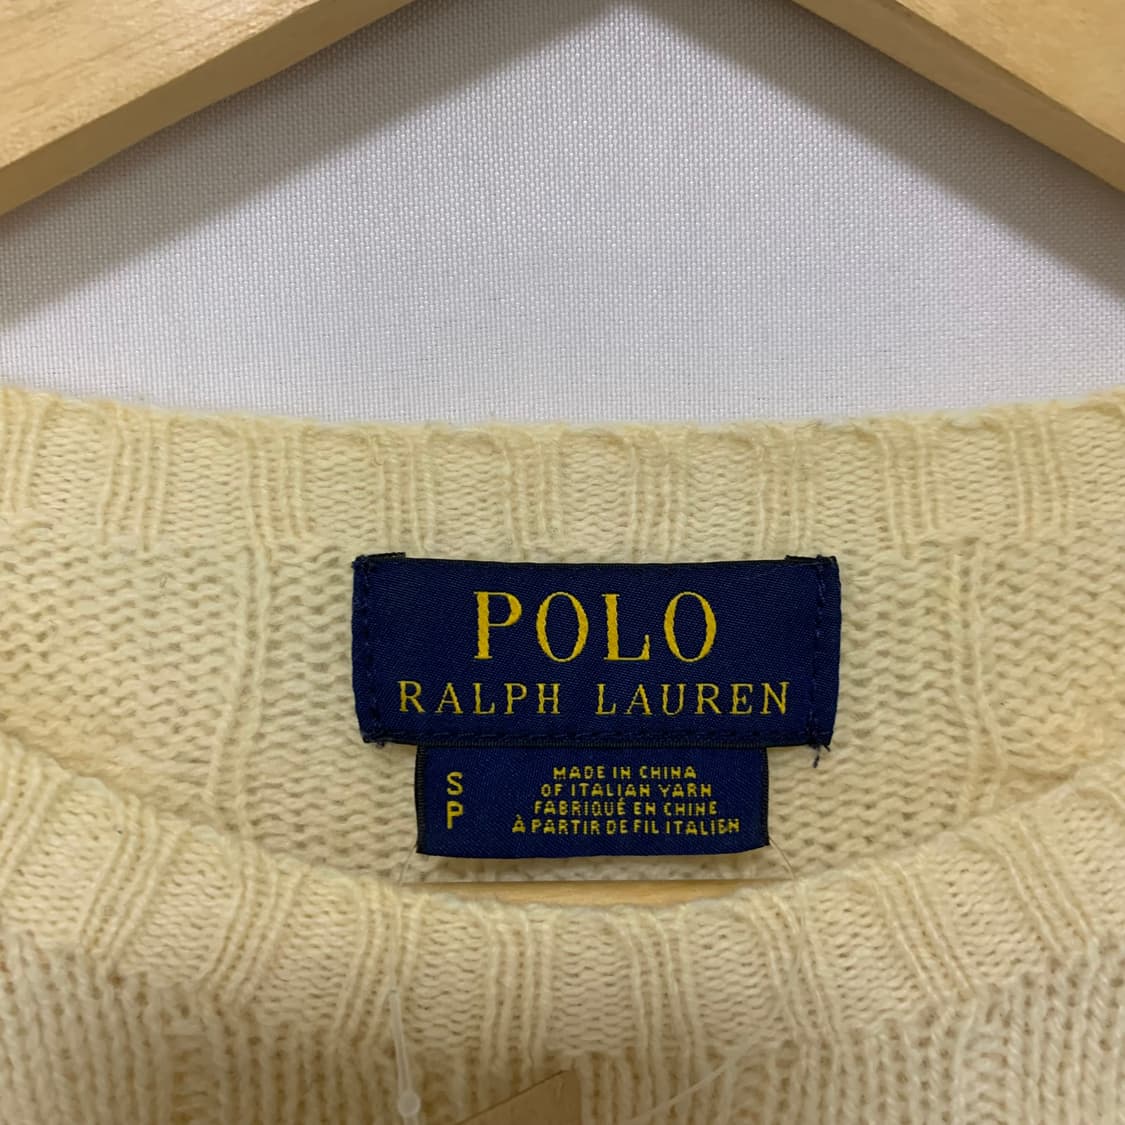 POLO
RALPH LAUREN
S
P
MADE IN CHINA
OF ITALIAN YARN
FABRIQUÉ EN CHINE
À PARTIR DE FIL ITALIEN